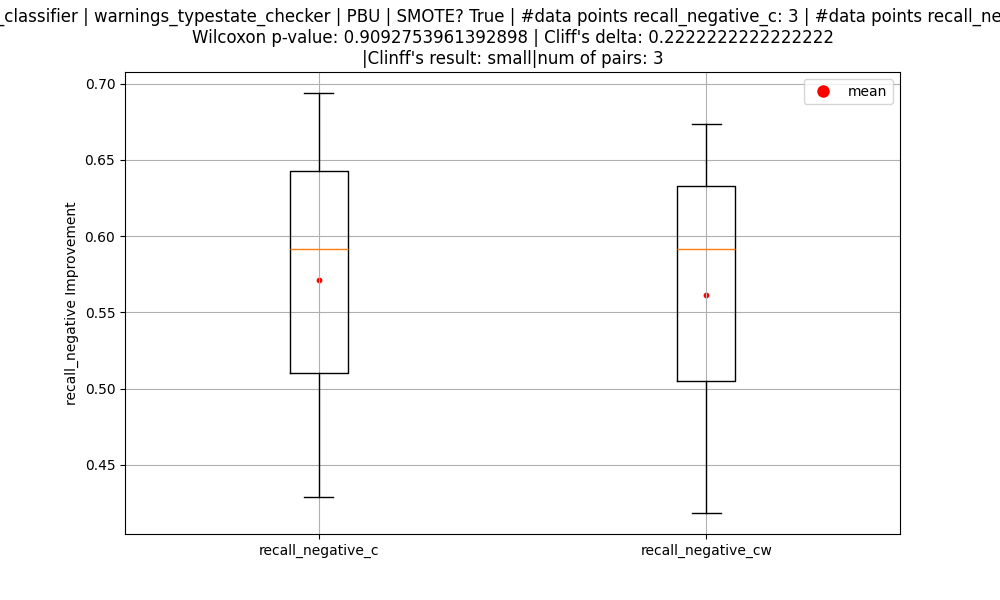 _classifier | warnings_typestate_checker | PBU | SMOTE? True | #data points recall_negative_c: 3 | #data points recall_ne
Wilcoxon p-value: 0.9092753961392898 | Cliff's delta: 0.2222222222222222
|Clinff's result: small|num of pairs: 3
mean
0.70
0.65
0.60
0.55
0.50
0.45
recall_negative Improvement
recall_negative_c
recall_negative_cw